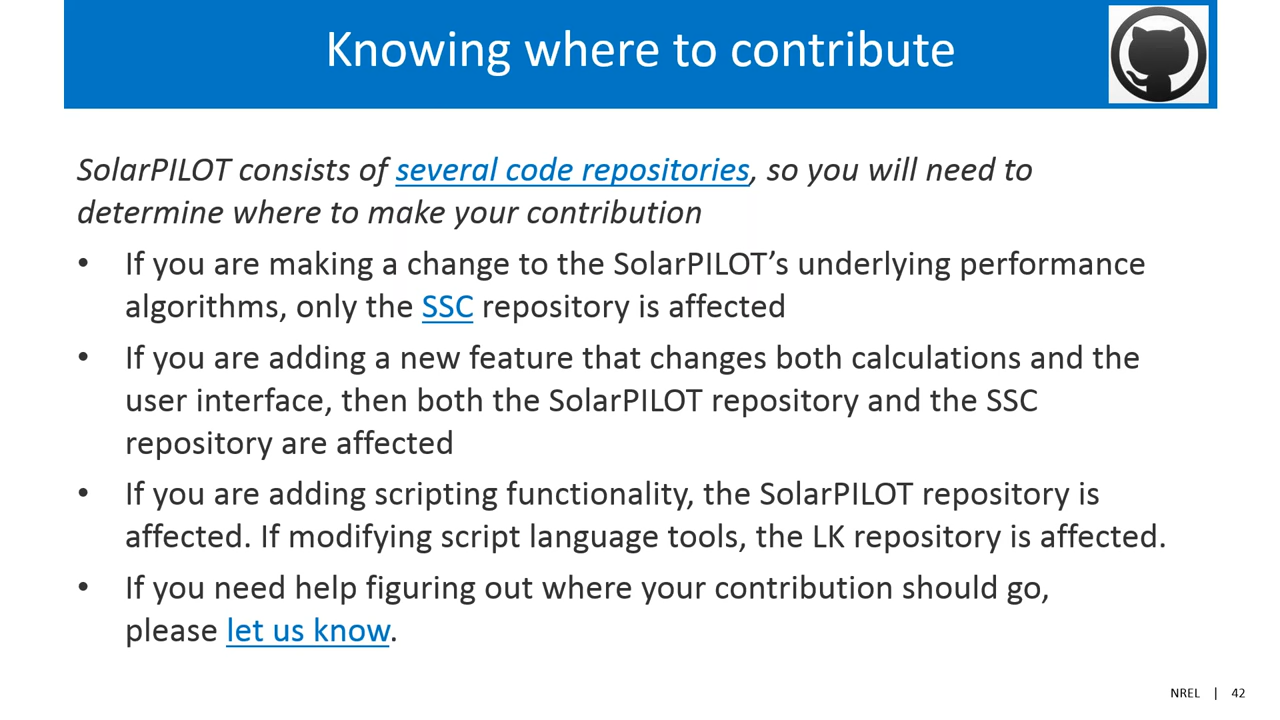 Knowing where to contribute
SolarPILOT consists of several code repositories, so you will need to
determine where to make your contribution
• If you are making a change to the SolarPILOT’s underlying performance
algorithms, only the SSC repository is affected
• If you are adding a new feature that changes both calculations and the
user interface, then both the SolarPILOT repository and the SSC
repository are affected
• If you are adding scripting functionality, the SolarPILOT repository is
affected. If modifying script language tools, the LK repository is affected.
• If you need help figuring out where your contribution should go,
please let us know.
NREL | 42